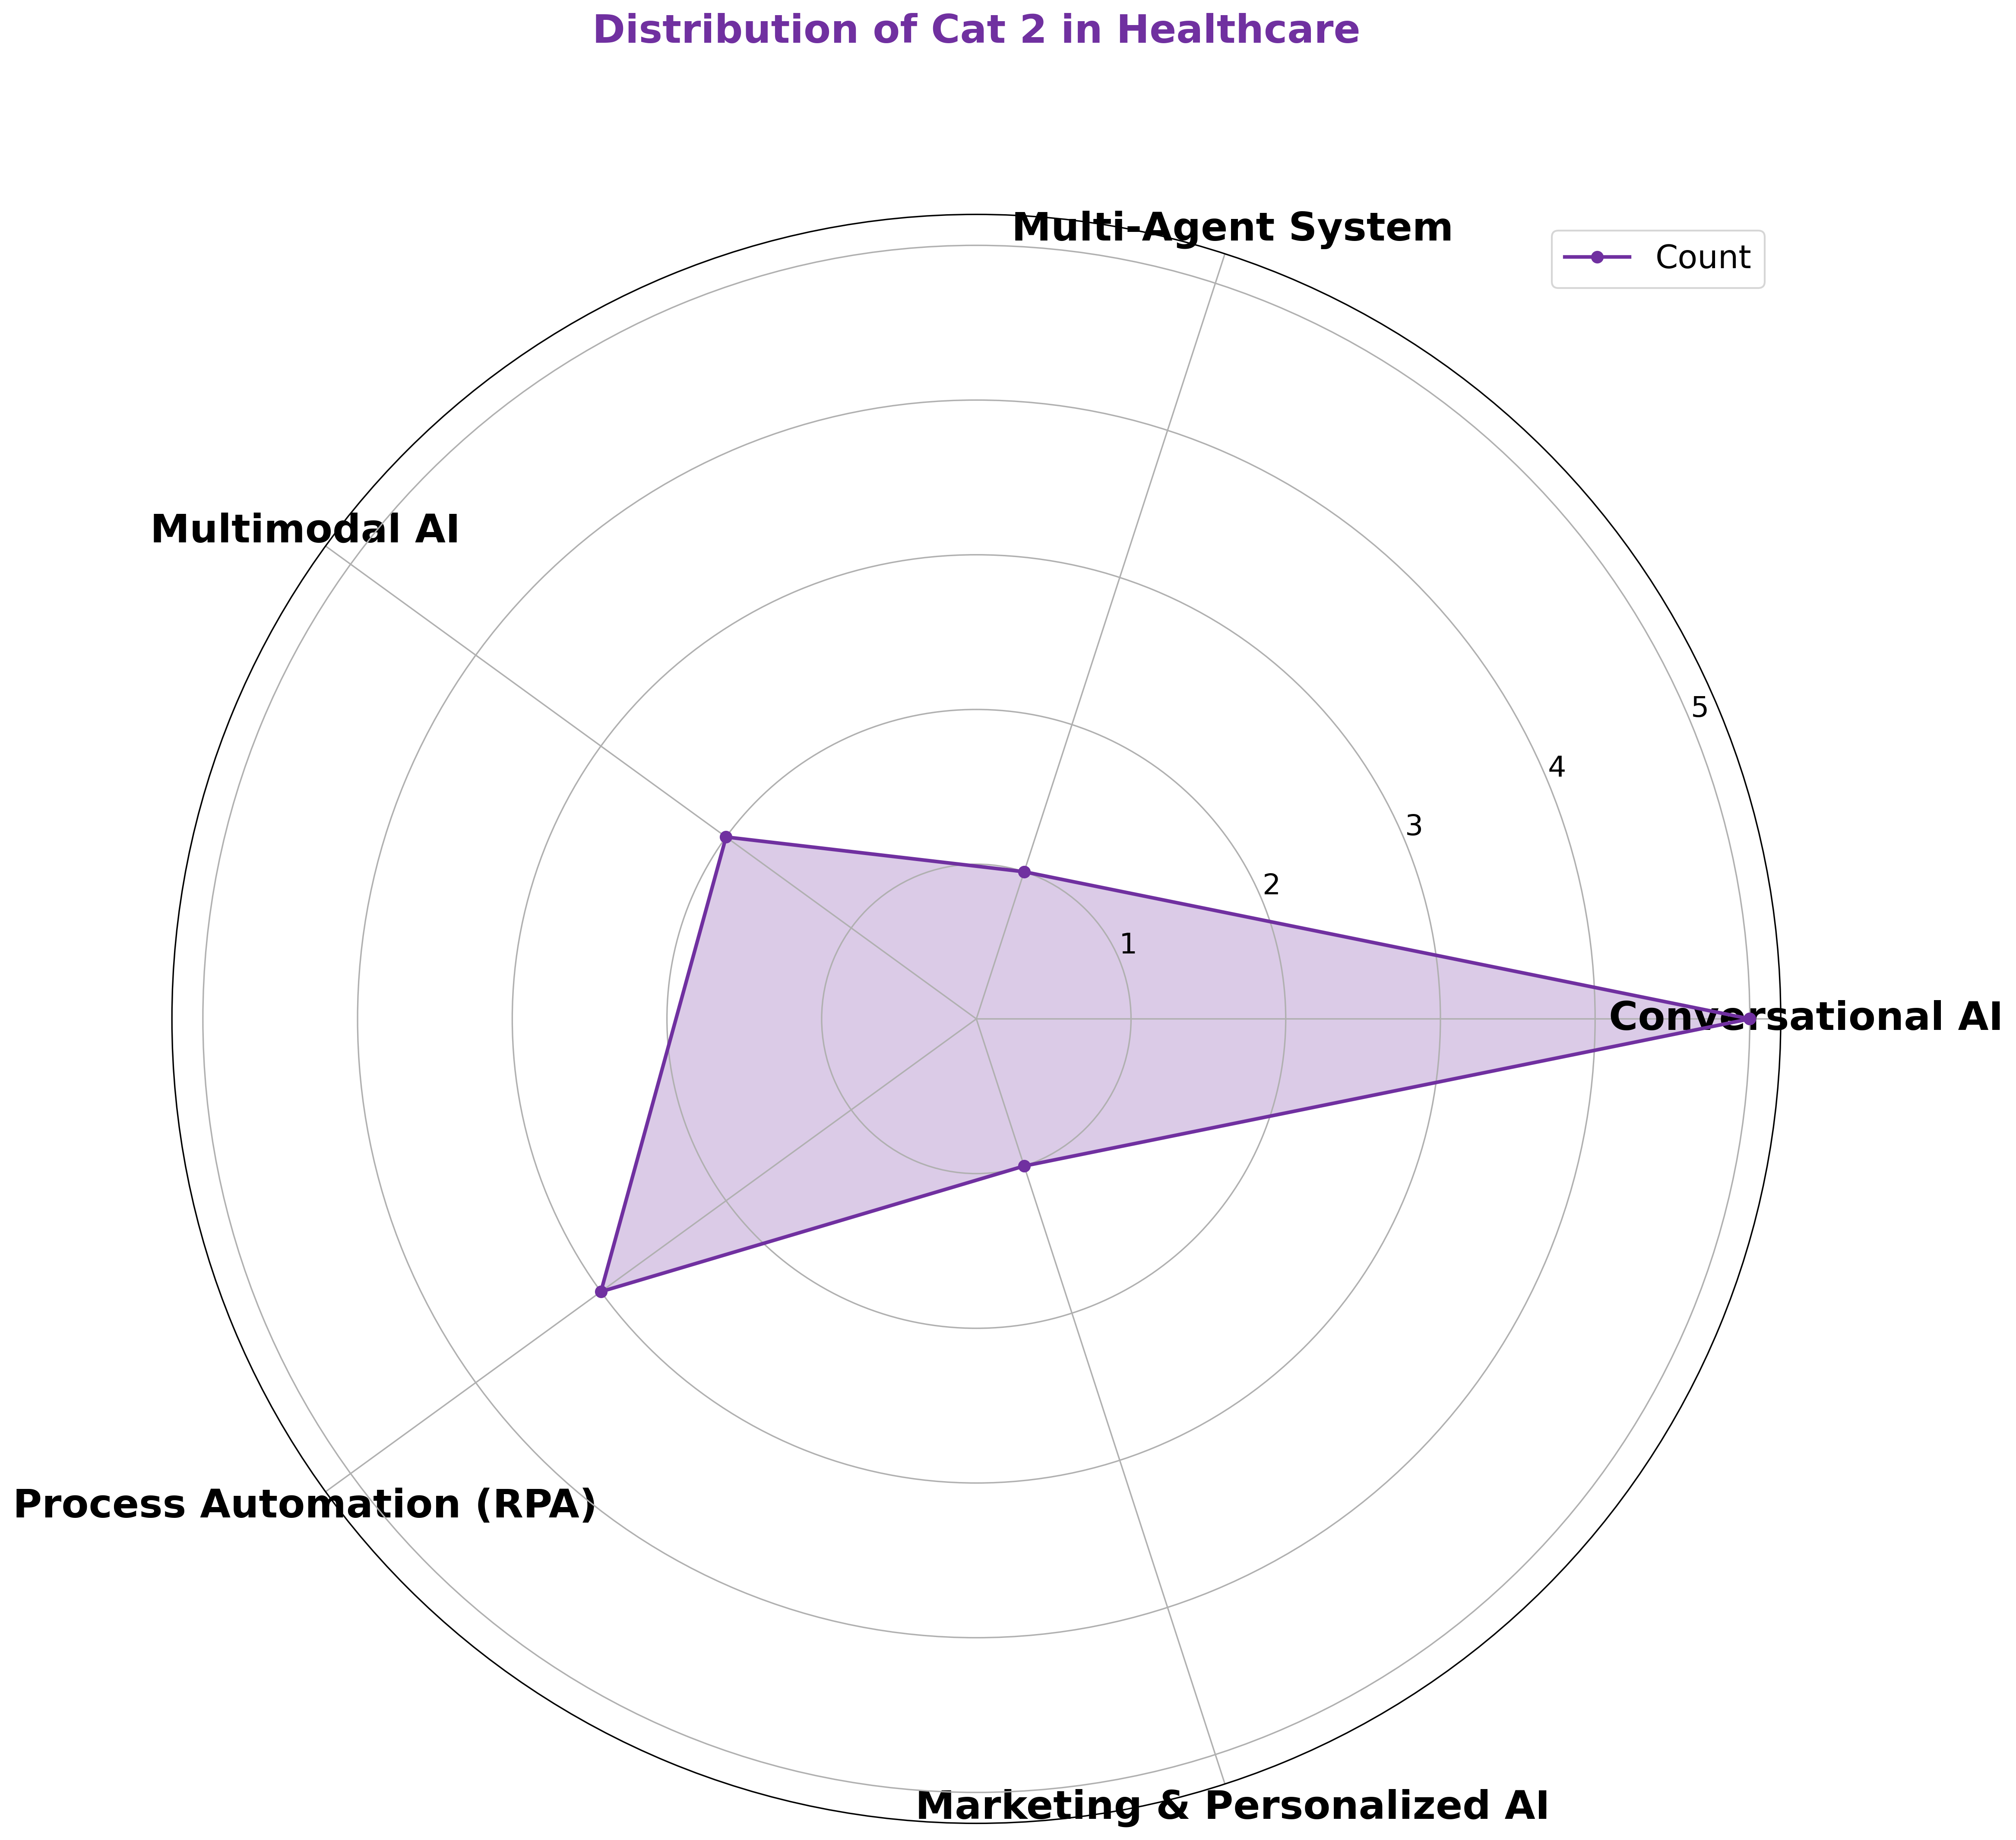 Distribution of Cat 2 in Healthcare
Multi-Agent System
Count
Multimodal AI
5
4
3
2
1
Conversational AI
Process Automation (RPA)
Marketing & Personalized AI